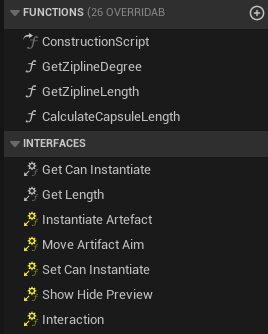 FUNCTIONS (26 OVERRIDAB
ConstructionScript
GetZiplineDegree
GetZiplineLength
CalculateCapsuleLength
INTERFACES
Get Can Instantiate
Get Length
Instantiate Artefact
Move Artifact Aim
Set Can Instantiate
Show Hide Preview
Interaction